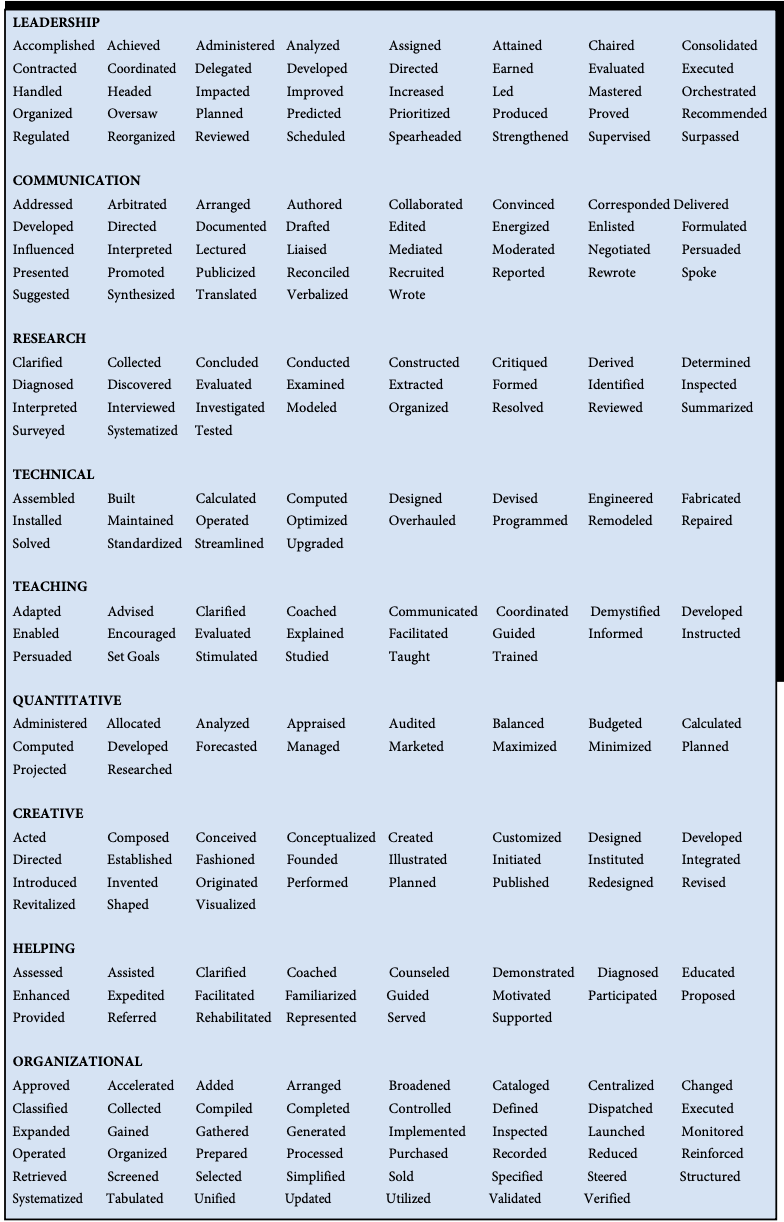 LEADERSHIP
Accomplished Achieved Administered Analyzed Assigned Attained Chaired Consolidated
Contracted Coordinated Delegated Developed Directed Earned Evaluated Executed
Handled Headed Impacted Improved Increased Led Mastered Orchestrated
Organized Oversaw Planned Predicted Prioritized Produced Proved Recommended
Regulated Reorganized Reviewed Scheduled Spearheaded Strengthened Supervised Surpassed
COMMUNICATION
Addressed Arbitrated Arranged Authored Collaborated Convinced Corresponded Delivered
Developed Directed Documented Drafted Edited Energized Enlisted Formulated
Influenced Interpreted Lectured Liaised Mediated Moderated Negotiated Persuaded
Presented Promoted Publicized Reconciled Recruited Reported Rewrote Spoke
Suggested Synthesized Translated Verbalized Wrote
RESEARCH
Clarified Collected Concluded Conducted Constructed Critiqued Derived Determined
Diagnosed Discovered Evaluated Examined Extracted Formed Identified Inspected
Interpreted Interviewed Investigated Modeled Organized Resolved Reviewed Summarized
Surveyed Systematized Tested
TECHNICAL
Assembled Built Calculated Computed Designed Devised Engineered Fabricated
Installed Maintained Operated Optimized Overhauled Programmed Remodeled Repaired
Solved Standardized Streamlined Upgraded
TEACHING
Adapted Advised Clarified Coached Communicated Coordinated Demystified Developed
Enabled Encouraged Evaluated Explained Facilitated Guided Informed Instructed
Persuaded Set Goals Stimulated Studied Taught Trained
QUANTITATIVE
Administered Allocated Analyzed Appraised Audited Balanced Budgeted Calculated
Computed Developed Forecasted Managed Marketed Maximized Minimized Planned
Projected Researched
CREATIVE
Acted Composed Conceived Conceptualized Created Customized Designed Developed
Directed Established Fashioned Founded Illustrated Initiated Instituted Integrated
Introduced Invented Originated Performed Planned Published Redesigned Revised
Revitalized Shaped Visualized
HELPING
Assessed Assisted Clarified Coached Counseled Demonstrated Diagnosed Educated
Enhanced Expedited Facilitated Familiarized Guided Motivated Participated Proposed
Provided Referred Rehabilitated Represented Served Supported
ORGANIZATIONAL
Approved Accelerated Added Arranged Broadened Cataloged Centralized Changed
Classified Collected Compiled Completed Controlled Defined Dispatched Executed
Expanded Gained Gathered Generated Implemented Inspected Launched Monitored
Operated Organized Prepared Processed Purchased Recorded Reduced Reinforced
Retrieved Screened Selected Simplified Sold Specified Steered Structured
Systematized Tabulated Unified Updated Utilized Validated Verified